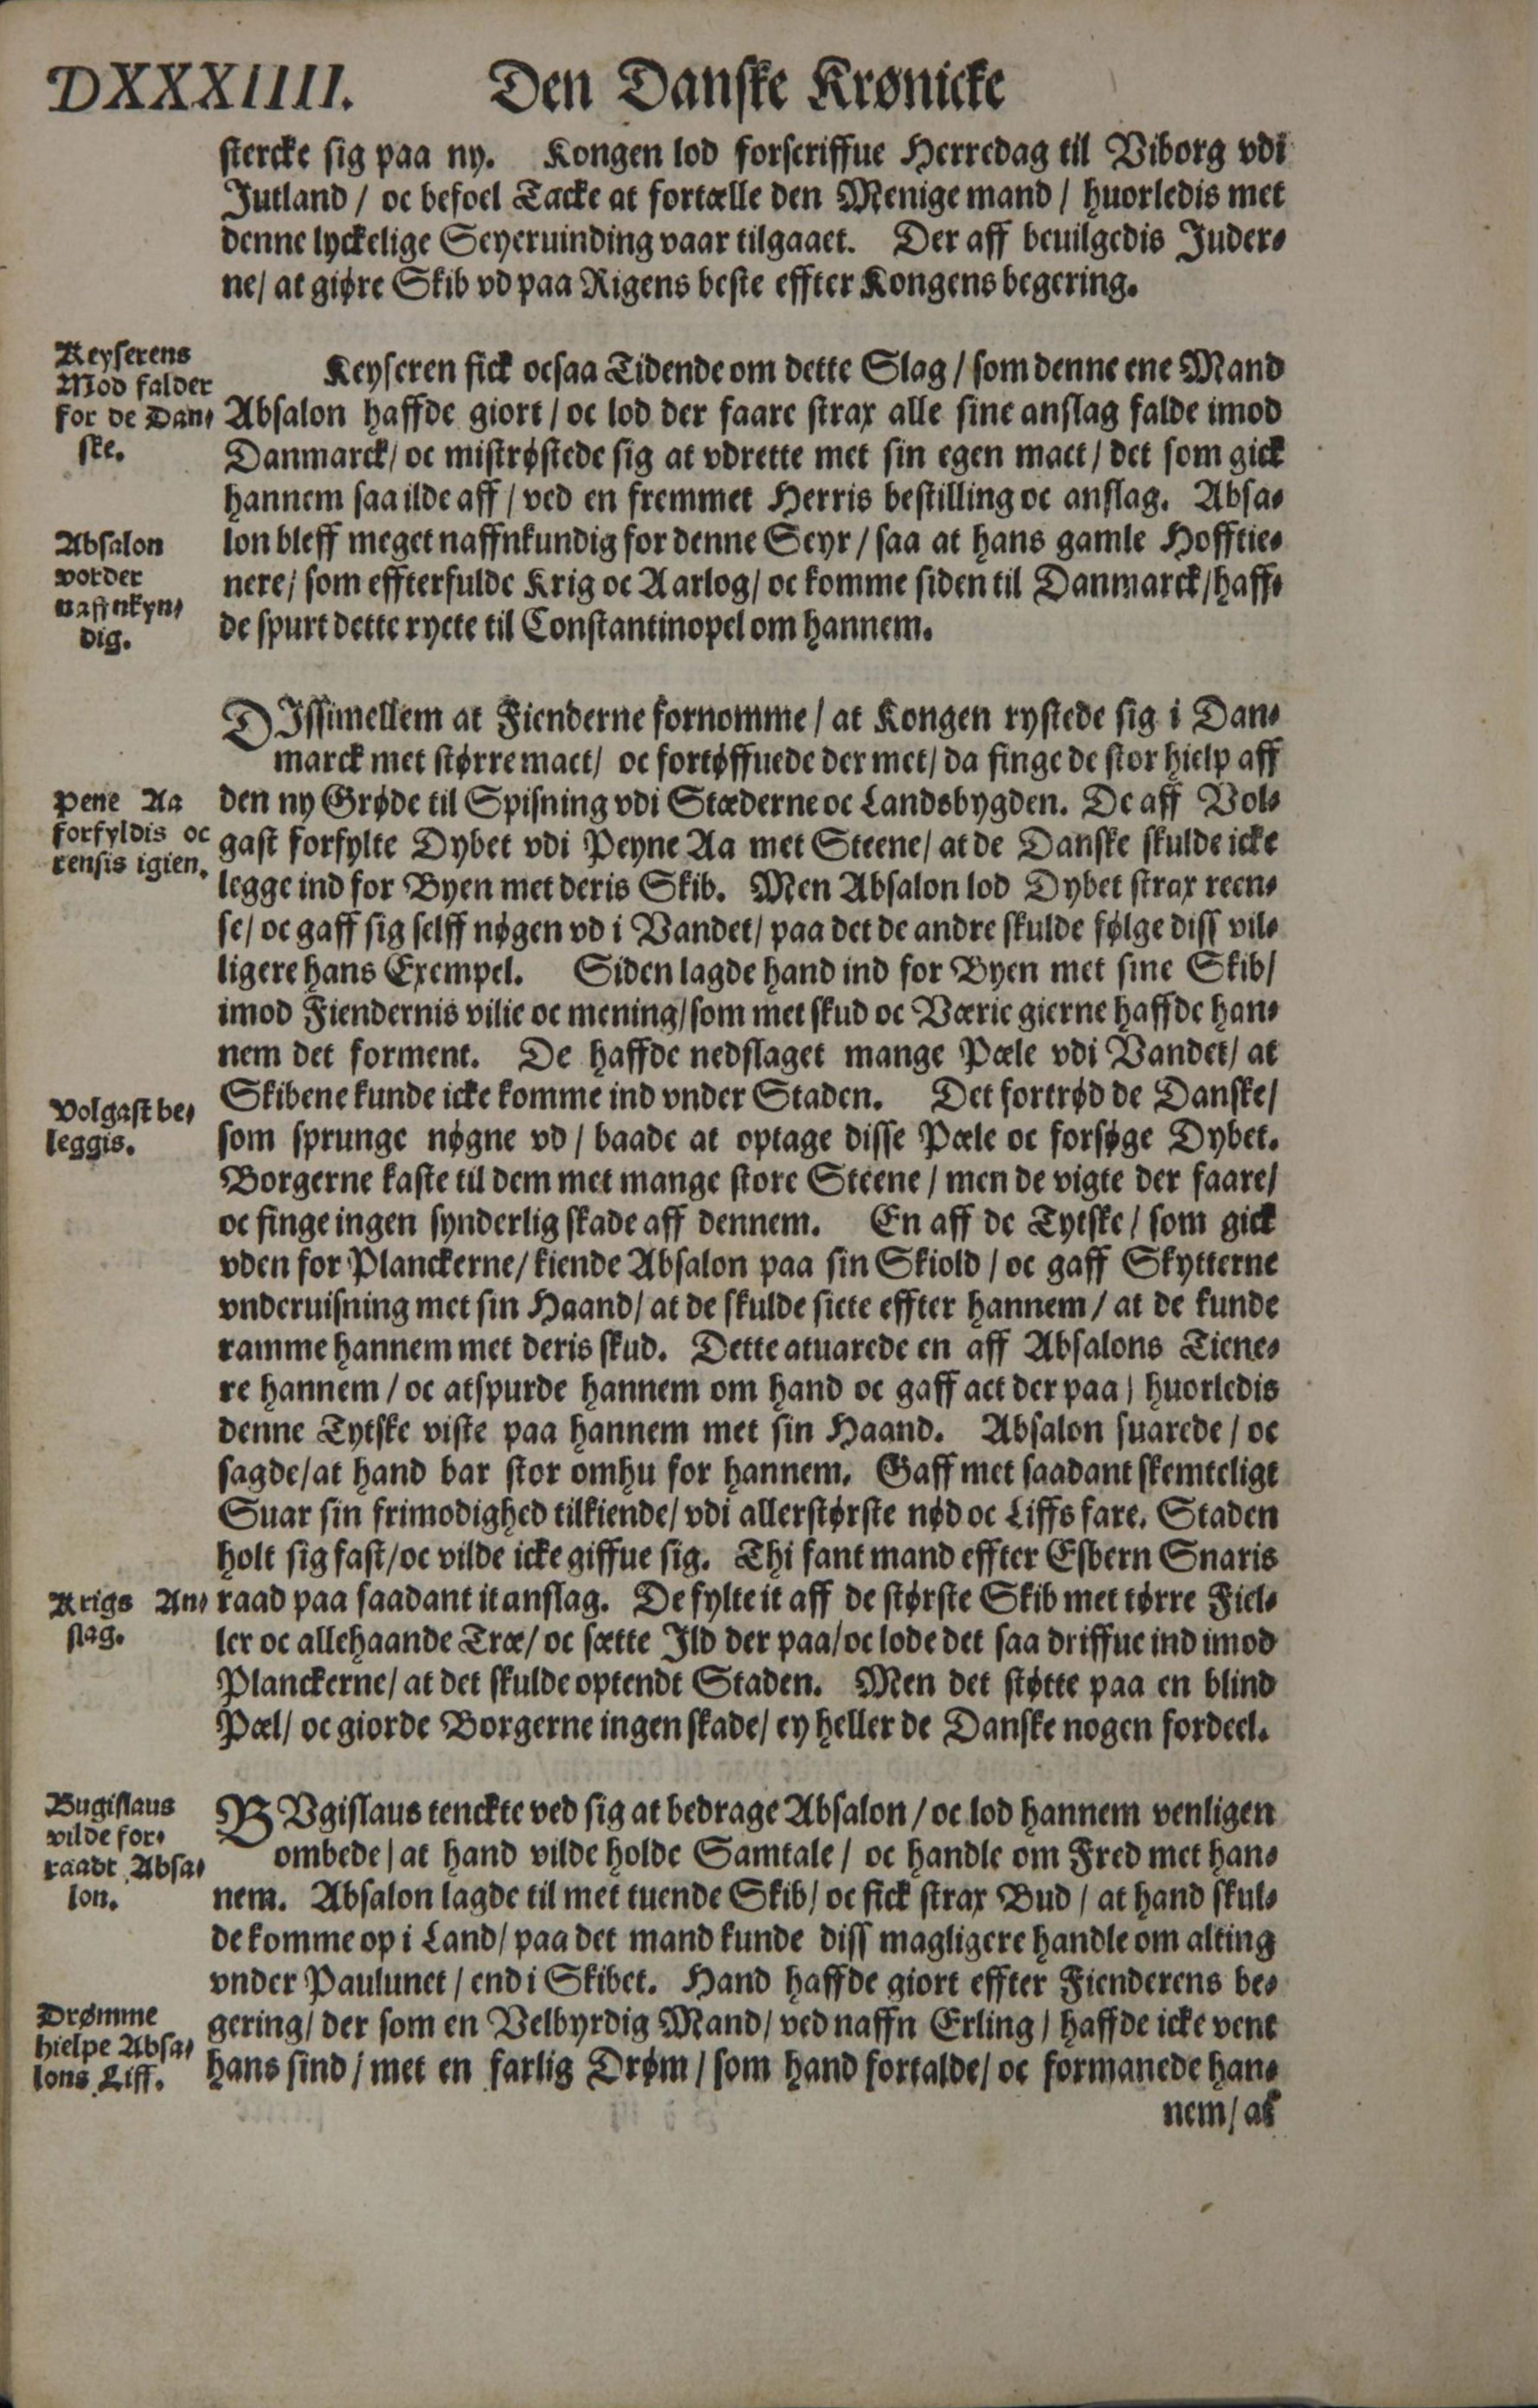 DXXXIIII. Den Danske Krønicke
stercke sig paa ny. Kongen lod forscriffue Herredag til Viborg vdi
Jutland / oc befoel Tacke at fortælle den Menige mand / huorledis met
denne lyckelige Seyeruinding vaar tilgaaet. Der aff beuilgedis Juder-
ne/ at giøre Skib vd paa Rigens beste effter Kongens begering.
Keyserens
Mod falder
for de Dan-
ske.
Keyseren fick ocsaa Tidende om dette Slag / som denne ene Mand
Absalon haffde giort / oc lod der faare strax alle sine anslag falde imod
Danmarck/ oc mistrøstede sig at vdrette met sin egen mact / det som gick
hannem saa ilde aff / ved en fremmet Herris bestilling oc anslag. Absa-
lon bleff meget naffnkundig for denne Seyr / saa at hans gamle Hofftie-
nere/ som effterfulde Krig oc Aarlog/ oc komme siden til Danmarck/ haff-
de spurt dette rycte til Constantinopel om hannem.
Absalon
vorder
naffnkyn-
dig.
DIssimellem at Fienderne fornomme / at Kongen rystede sig i Dan-
marck met større mact/ oc fortøffuede der met/ da finge de stor hielp aff
den ny Grøde til Spisning vdi Stæderne oc Landsbygden. De aff Vol-
gast forfylte Dybet vdi Peyne Aa met Steene/ at de Danske skulde icke
legge ind for Byen met deris Skib. Men Absalon lod Dybet strax reen-
se/ oc gaff sig selff nøgen vd i Vandet/ paa det de andre skulde følge diss vil-
ligere hans Exempel. Siden lagde hand ind for Byen met sine Skib/
imod Fiendernis vilie oc mening/ som met skud ocVærie gierne haffde han-
nem det forment. De haffde nedslaget mange Pæle vdi Vandet/ at
Skibene kunde icke komme ind vnder Staden. Det fortrød de Danske/
som sprunge nøgne vd / baade at optage disse Pæle oc forsøge Dybet.
Borgerne kaste til dem met mange store Steene / men de vigte der faare/
oc finge ingen synderlig skade aff dennem. En aff de Tytske / som gick
vden for Planckerne/ kiende Absalon paa sin Skiold / oc gaff Skytterne
vnderuisning met sin Haand/ at de skulde siete effter hannem / at de kunde
ramme hannem met deris skud. Dette atuarede en aff Absalons Tiene-
re hannem / oc atspurde hannem om hand oc gaff act der paa / huorledis
denne Tytske viste paa hannem met sin Haand. Absalon suarede / oc
sagde/ at hand bar stor omhu for hannem. Gaff met saadant skemteligt
Suar sin frimodighed tilkiende/ vdi allerstørste nød oc Liffs fare. Staden
holt sig fast/ oc vilde icke giffue sig. Thi fant mand effter Esbern Snaris
raad paa saadant it anslag. De fylte it aff de største Skib met tørre Fiel-
ler oc allehaande Træ/ oc sætte Ild der paa/ oc lode det saa driffue ind imod
Planckerne/ at det skulde optendt Staden. Men det støtte paa en blind
Pæl/ oc giorde Borgerne ingen skade/ ey heller de Danske nogen fordeel.
Pene Aa
forfyldis oc
rensis igien.
Volgast be-
leggis.
Krigs An-
slag.
BVgislaus tenckte ved sig at bedrage Absalon / oc lod hannem venligen
ombede / at hand vilde holde Samtale / oc handle om Fred met han-
nem. Absalon lagde til met tuende Skib/ oc fick strax Bud / at hand skul-
de komme op i Land/ paa det mand kunde diss magligere handle om alting
vnder Paulunet / end i Skibet. Hand haffde giort effter Fienderens be-
gering/ der som en Velbyrdig Mand/ ved naffn Erling / haffde icke vent
hans sind / met en farlig Drøm / som hand fortalde/ oc formanede han-
nem/ at
Bugislaus
vilde for-
raadt Absa-
lon.
Drømme
hielpe Absa-
lons Liff.